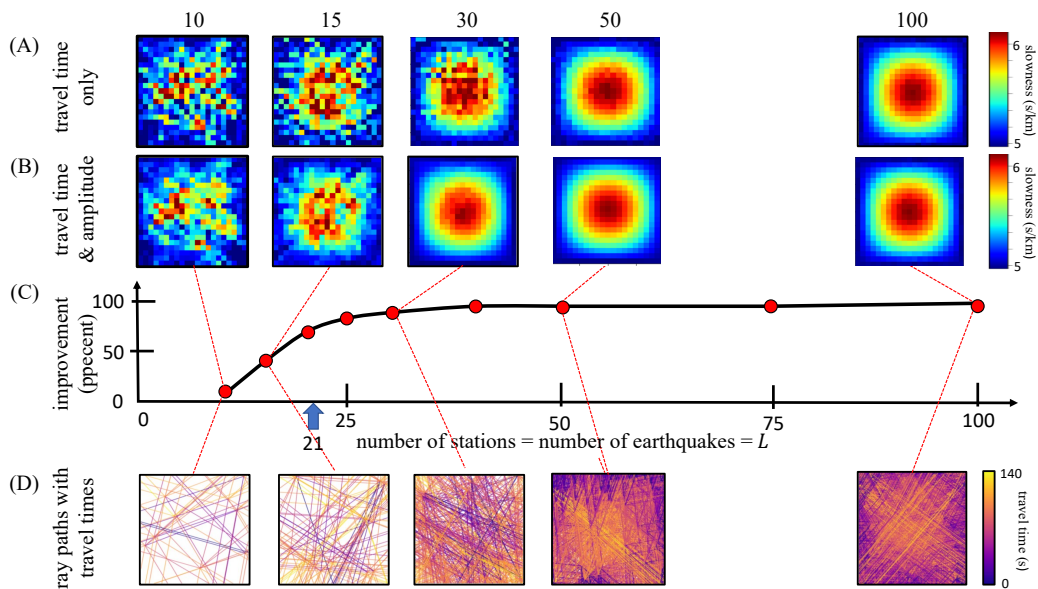 10 15 30 50 100
(A)
travel time
only
6
5
slowness (s/km)
(B)
travel time
& amplitude
6
5
slowness (s/km)
(C)
improvement
(ppecent)
100
50
0
0 25 50 75 100
21
number of stations = number of earthquakes = L
(D)
ray paths with
travel times
140
0
travel time (s)